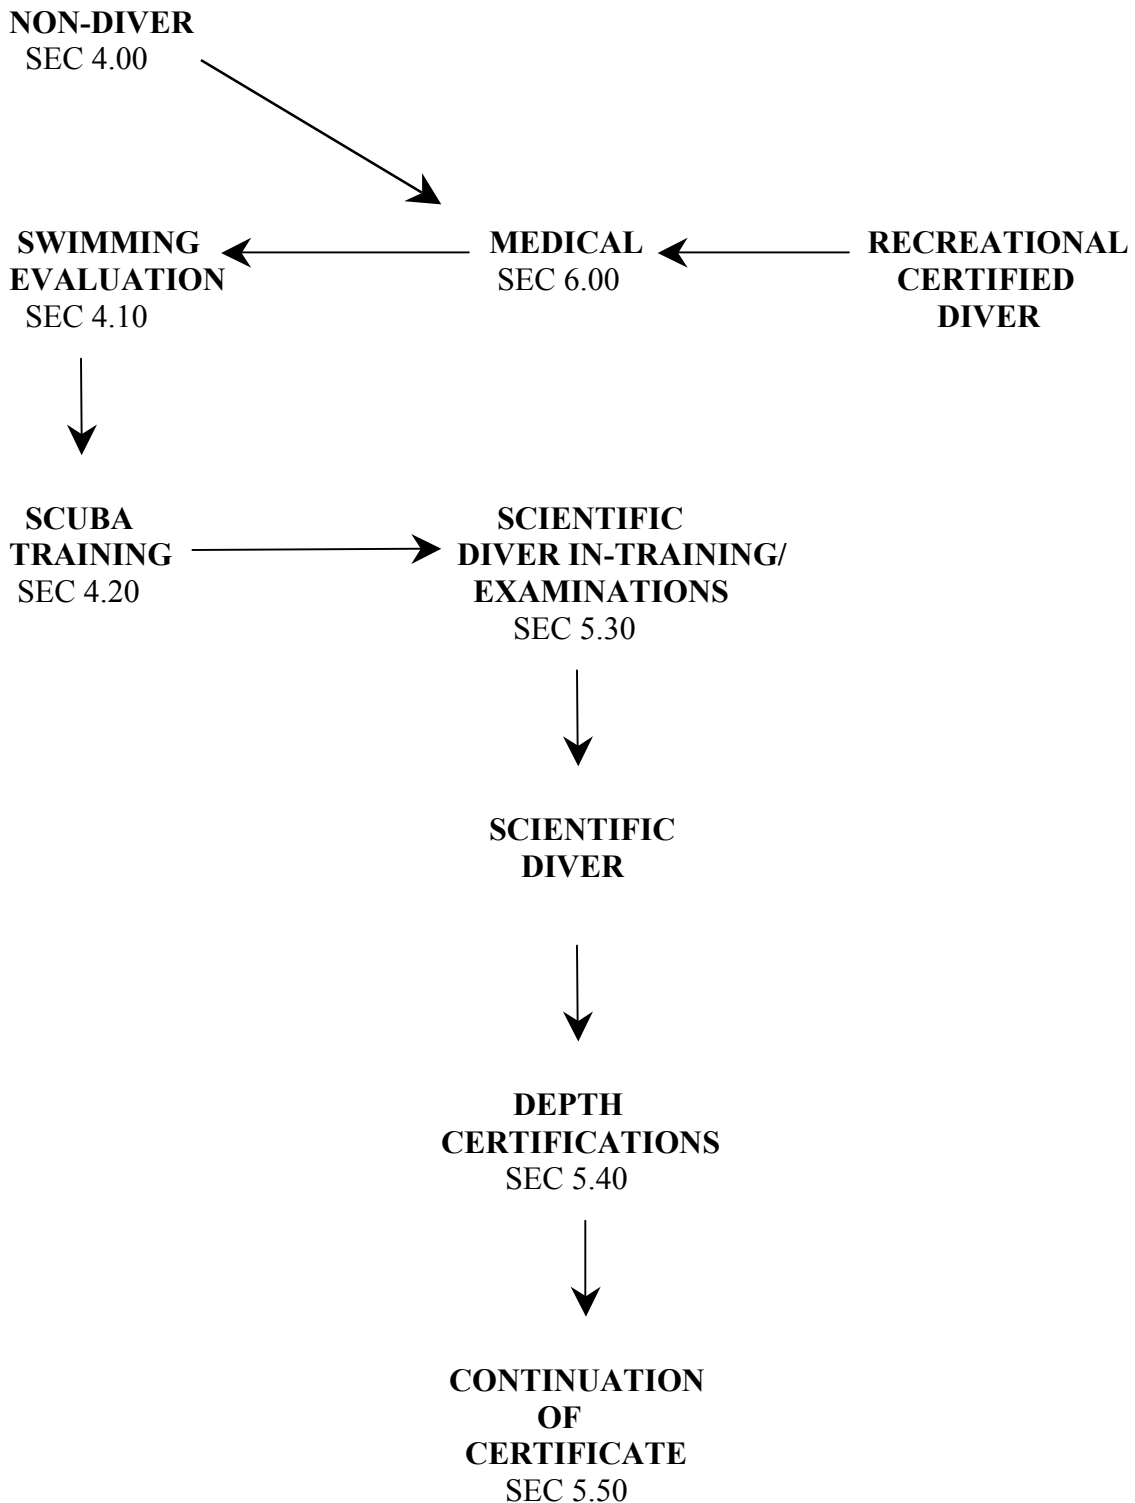 NON-DIVER
SEC 4.00
SWIMMING
EVALUATION
SEC 4.10
MEDICAL
SEC 6.00
RECREATIONAL
CERTIFIED
DIVER
SCUBA
TRAINING
SEC 4.20
SCIENTIFIC
DIVER IN-TRAINING/
EXAMINATIONS
SEC 5.30
SCIENTIFIC
DIVER
DEPTH
CERTIFICATIONS
SEC 5.40
CONTINUATION
OF
CERTIFICATE
SEC 5.50